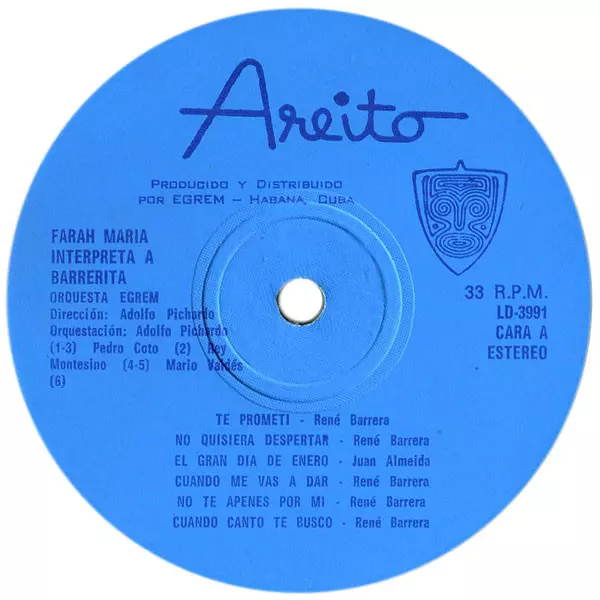 Areito
PRODUCIDO Y DISTRIBUIDO
POR EGREM – HABANA, CUBA
FARAH MARIA
INTERPRETA A
BARRERITA
ORQUESTA EGREM
Dirección: Adolfo Pichardo
Orquestación: Adolfo Pichardo
(1-3) Pedro Coto (2) Rey
Montesino (4-5) Mario Valdés
(6)
33 R.P.M.
LD-3991
CARA A
ESTEREO
TE PROMETI - René Barrera
NO QUISIERA DESPERTAR - René Barrera
EL GRAN DIA DE ENERO - Juan Almeida
CUANDO ME VAS A DAR - René Barrera
NO TE APENES POR MI - René Barrera
CUANDO CANTO TE BUSCO - René Barrera